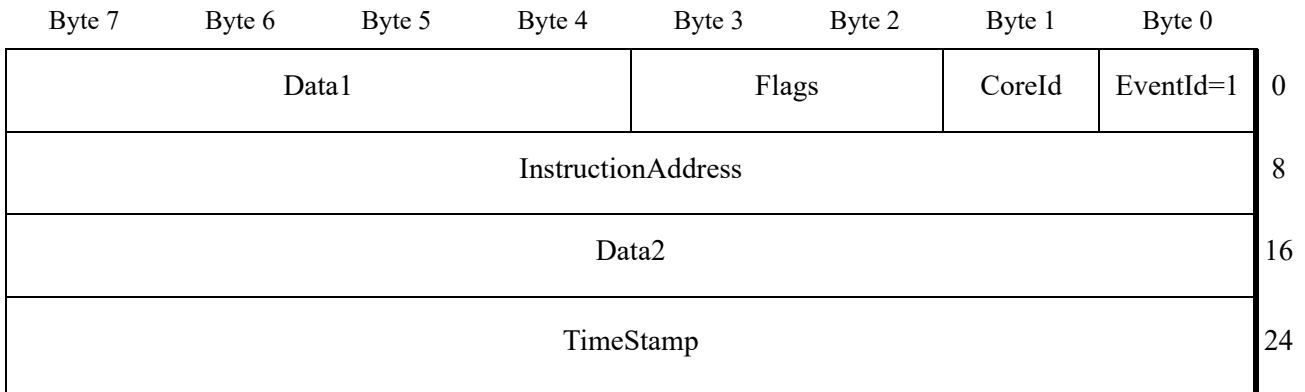 Byte 7 Byte 6 Byte 5 Byte 4 Byte 3 Byte 2 Byte 1 Byte 0
Data1 Flags CoreId EventId=1 0
InstructionAddress 8
Data2 16
TimeStamp 24